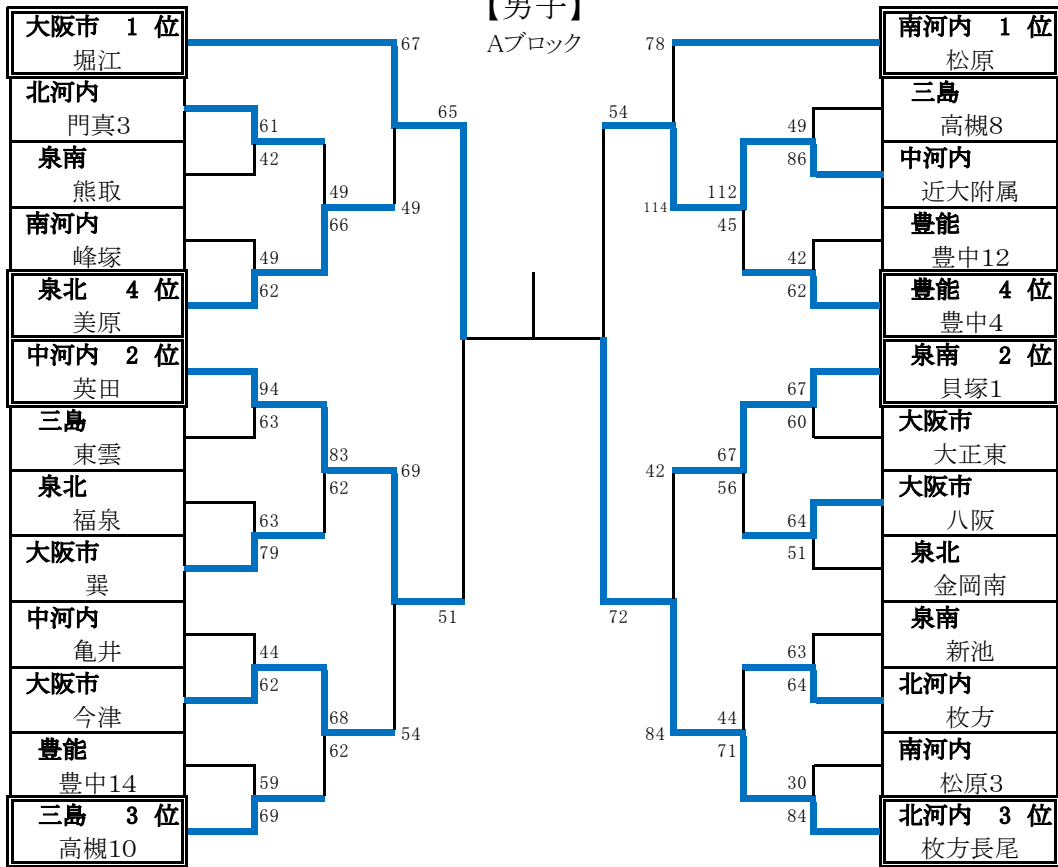 【男子】
Aブロック
大阪市 1 位
堀江
北河内
門真3
泉南
熊取
南河内
峰塚
泉北 4 位
美原
中河内 2 位
英田
三島
東雲
泉北
福泉
大阪市
巽
中河内
亀井
大阪市
今津
豊能
豊中14
三島 3 位
高槻10
61
42
49
62
94
63
63
79
44
62
59
69
49
66
83
62
68
62
67
49
69
54
65
51
54
72
78
114
42
84
112
45
67
56
44
71
49
86
42
62
67
60
64
51
63
64
30
84
南河内 1 位
松原
三島
高槻8
中河内
近大附属
豊能
豊中12
豊能 4 位
豊中4
泉南 2 位
貝塚1
大阪市
大正東
大阪市
八阪
泉北
金岡南
泉南
新池
北河内
枚方
南河内
松原3
北河内 3 位
枚方長尾